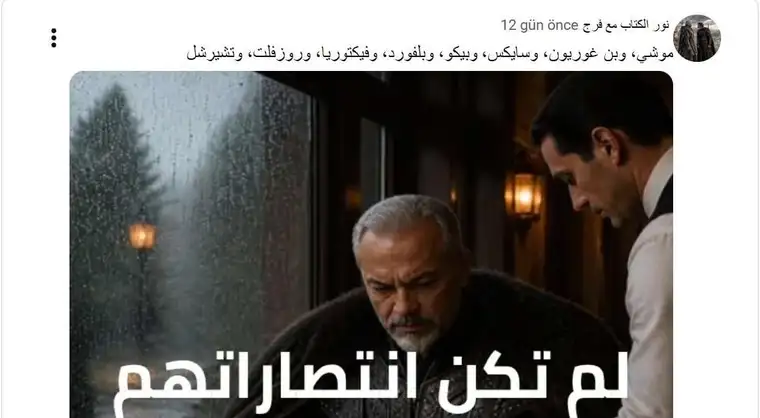 نور الكتاب مع فرج 12 gün önce
موشي، وبن غوريون، وسايكس، وبيكو، وبلفورد، وفيكتوريا، وروزفلت، وتشيرشل
لم تكن انتصاراتهم